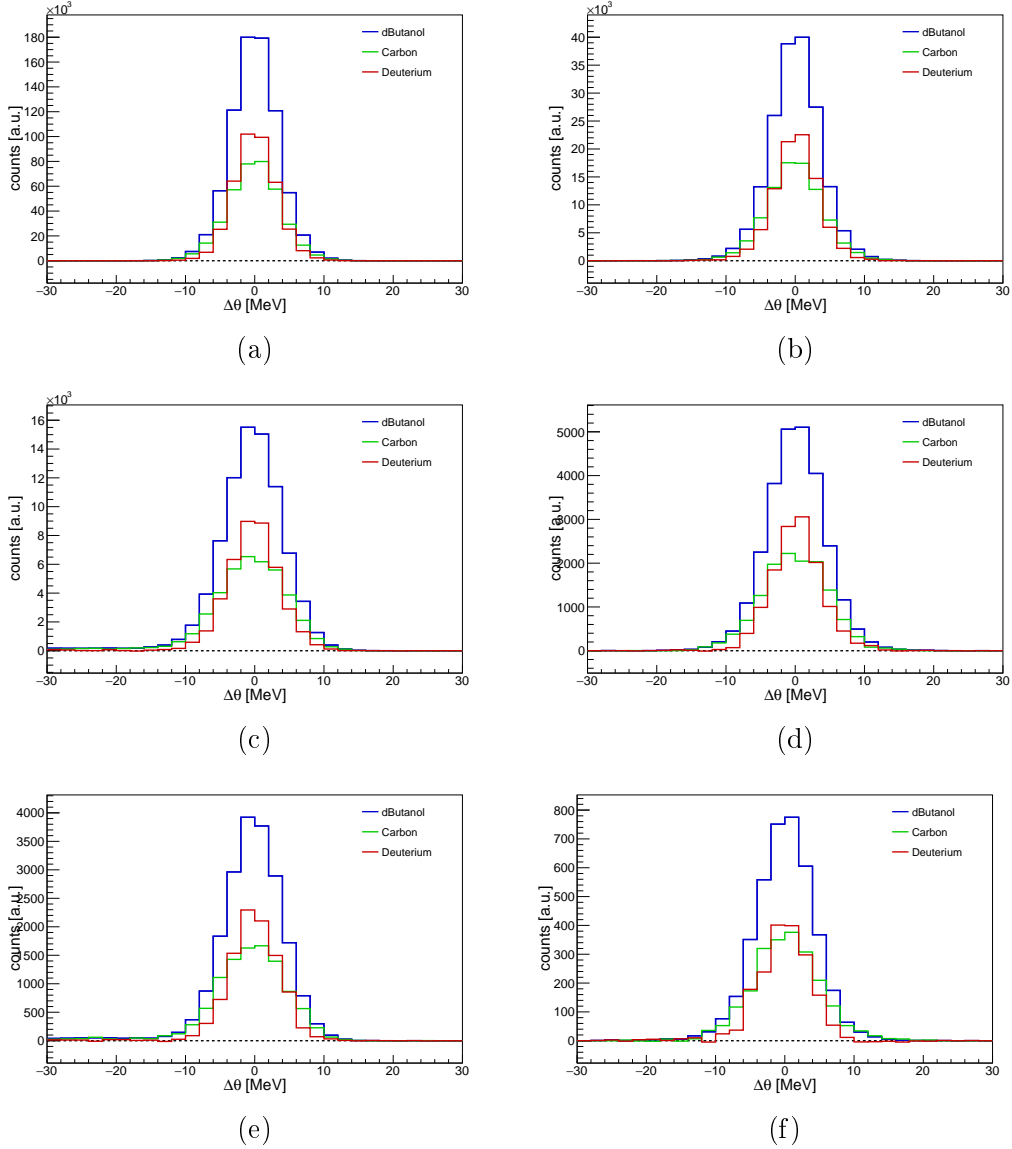 ×10³
180
160
140
120
100
80
60
40
20
0
counts [a.u.]
dButanol
Carbon
Deuterium
−30 −20 −10 0 10 20 30
Δθ [MeV]
(a)
×10³
40
35
30
25
20
15
10
5
0
counts [a.u.]
dButanol
Carbon
Deuterium
−30 −20 −10 0 10 20 30
Δθ [MeV]
(b)
×10³
16
14
12
10
8
6
4
2
0
counts [a.u.]
dButanol
Carbon
Deuterium
−30 −20 −10 0 10 20 30
Δθ [MeV]
(c)
5000
4000
3000
2000
1000
0
counts [a.u.]
dButanol
Carbon
Deuterium
−30 −20 −10 0 10 20 30
Δθ [MeV]
(d)
4000
3500
3000
2500
2000
1500
1000
500
0
counts [a.u.]
dButanol
Carbon
Deuterium
−30 −20 −10 0 10 20 30
Δθ [MeV]
(e)
800
700
600
500
400
300
200
100
0
counts [a.u.]
dButanol
Carbon
Deuterium
−30 −20 −10 0 10 20 30
Δθ [MeV]
(f)